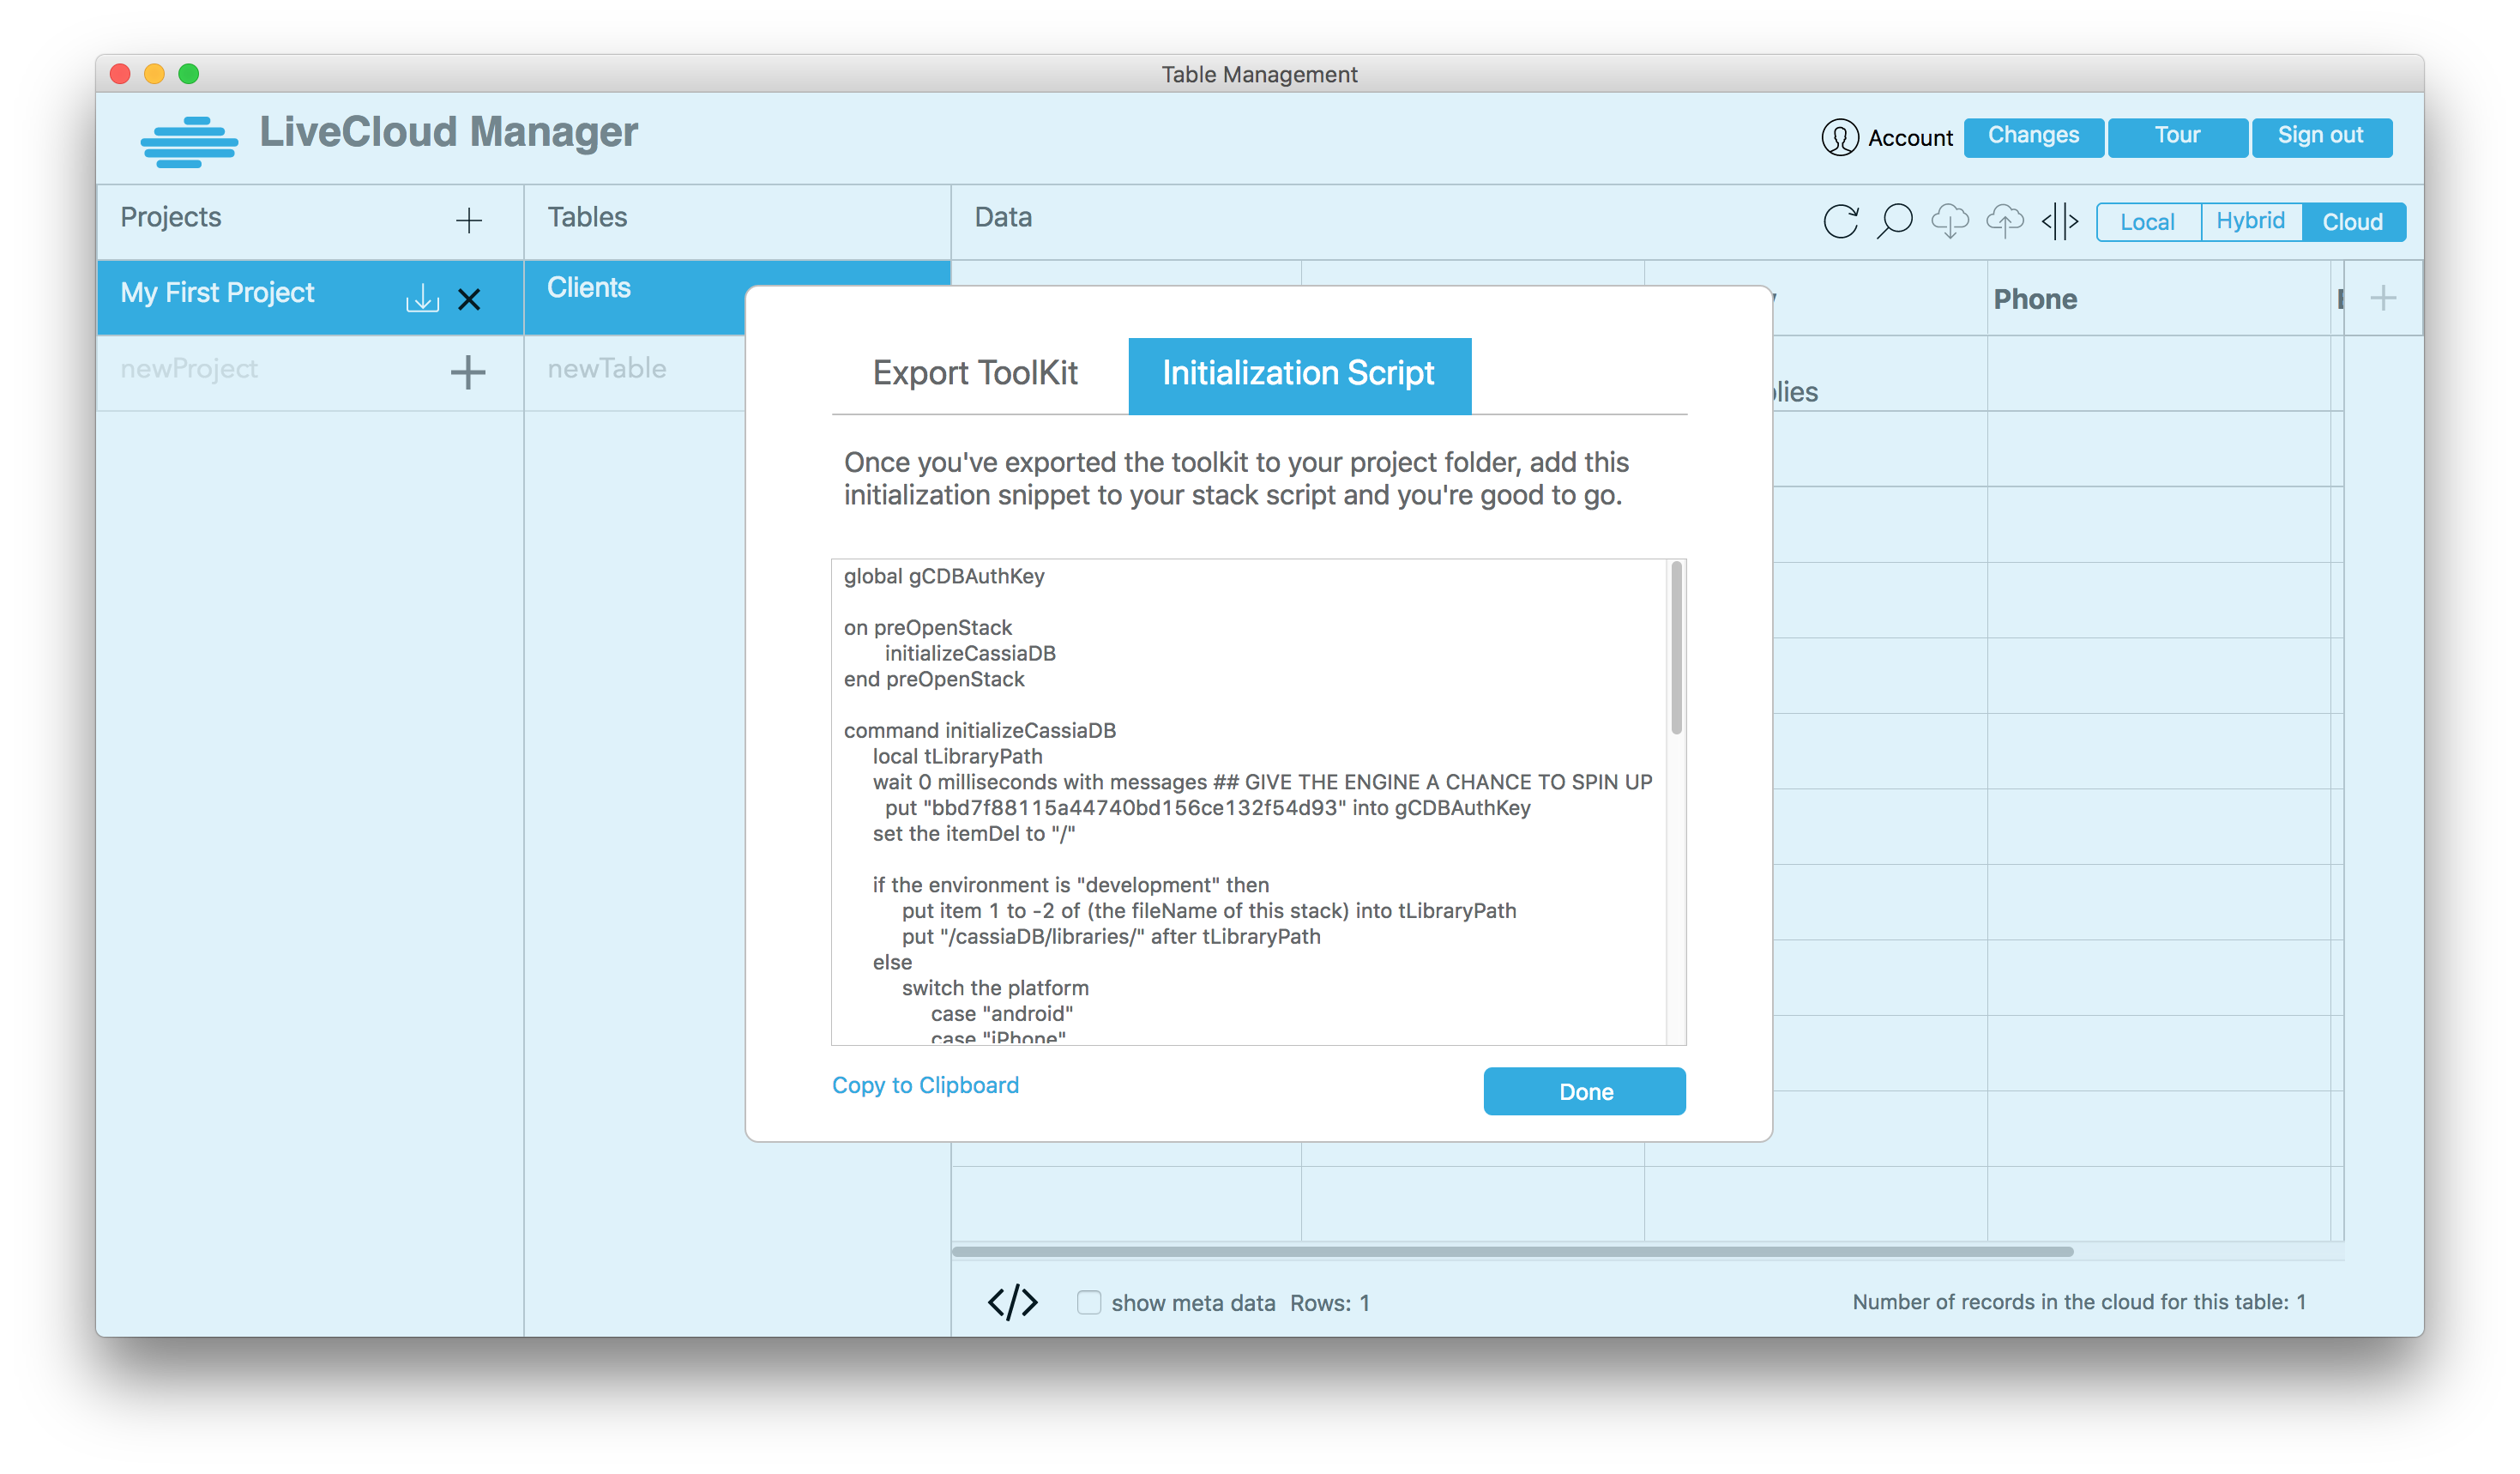 Table Management
LiveCloud Manager
Account
Changes
Tour
Sign out
Projects
Tables
Data
Local
Hybrid
Cloud
My First Project
Clients
Phone
newProject
newTable
Export ToolKit
Initialization Script
Once you've exported the toolkit to your project folder, add this
initialization snippet to your stack script and you're good to go.
global gCDBAuthKey
on preOpenStack
initializeCassiaDB
end preOpenStack
command initializeCassiaDB
local tLibraryPath
wait 0 milliseconds with messages ## GIVE THE ENGINE A CHANCE TO SPIN UP
put "bbd7f88115a44740bd156ce132f54d93" into gCDBAuthKey
set the itemDel to "/"
if the environment is "development" then
put item 1 to -2 of (the fileName of this stack) into tLibraryPath
put "/cassiaDB/libraries/" after tLibraryPath
else
switch the platform
case "android"
case "iPhone"
Copy to Clipboard
Done
</> show meta data Rows: 1
Number of records in the cloud for this table: 1